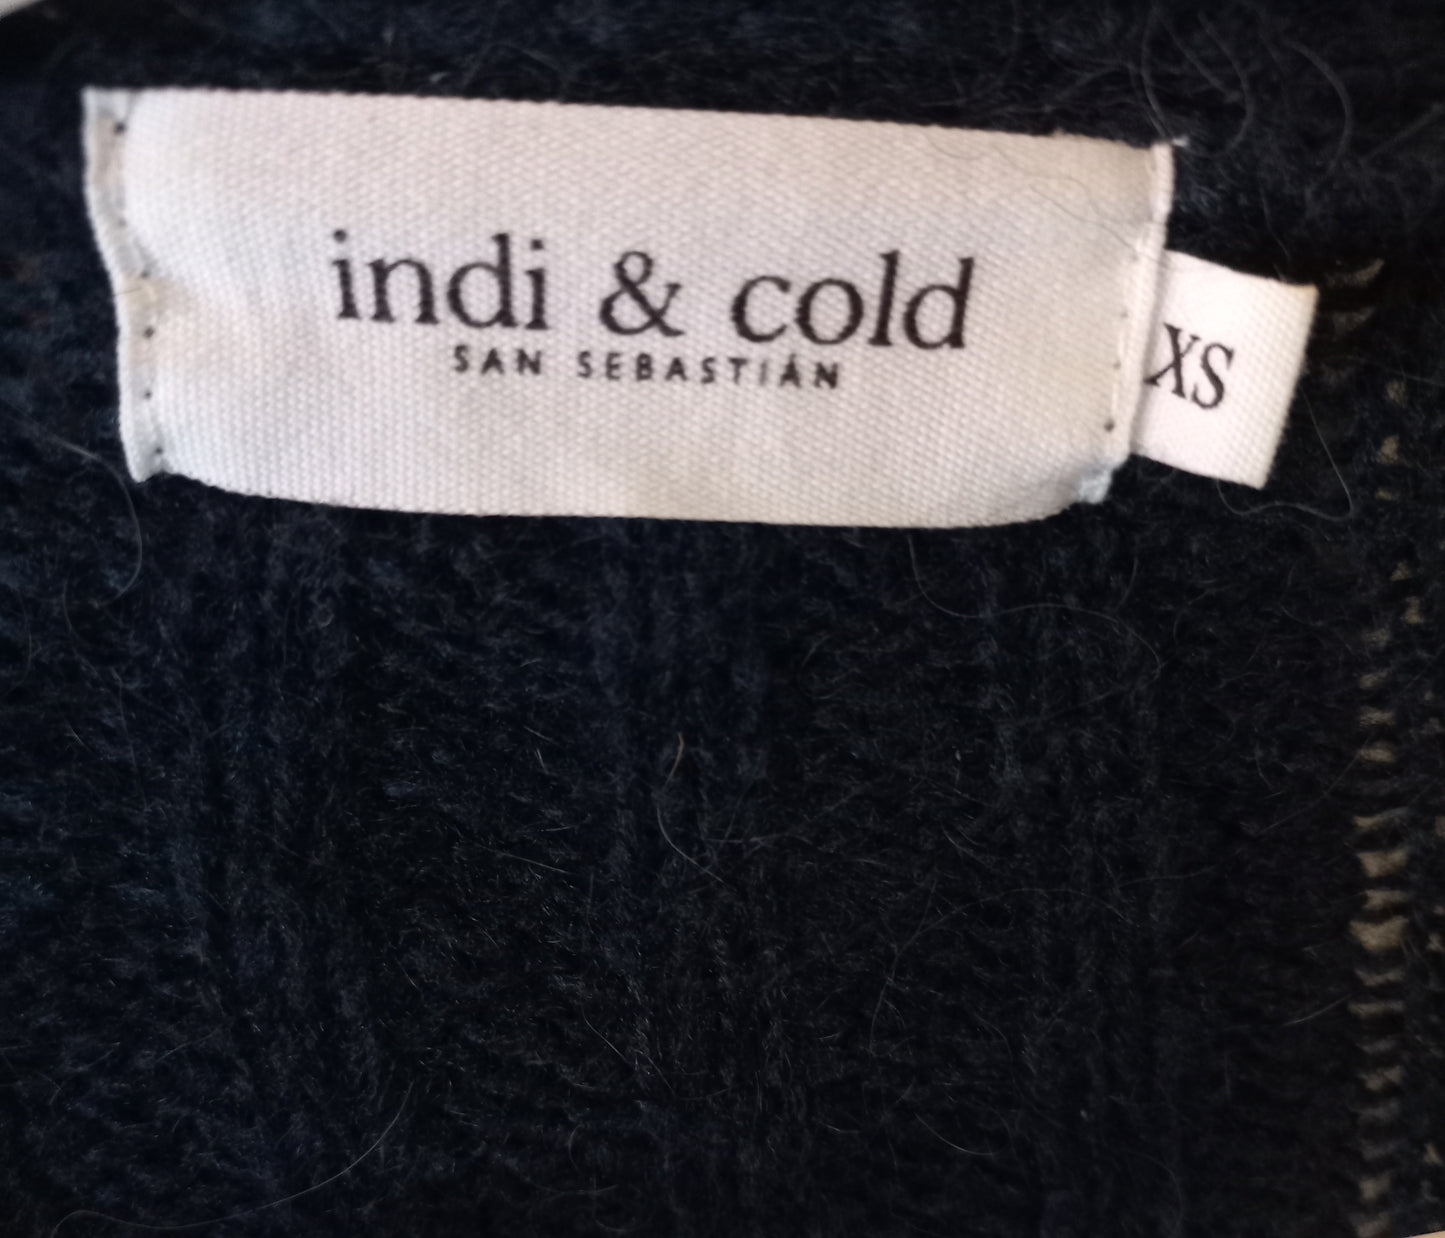 indi & cold
SAN SEBASTIÁN
XS